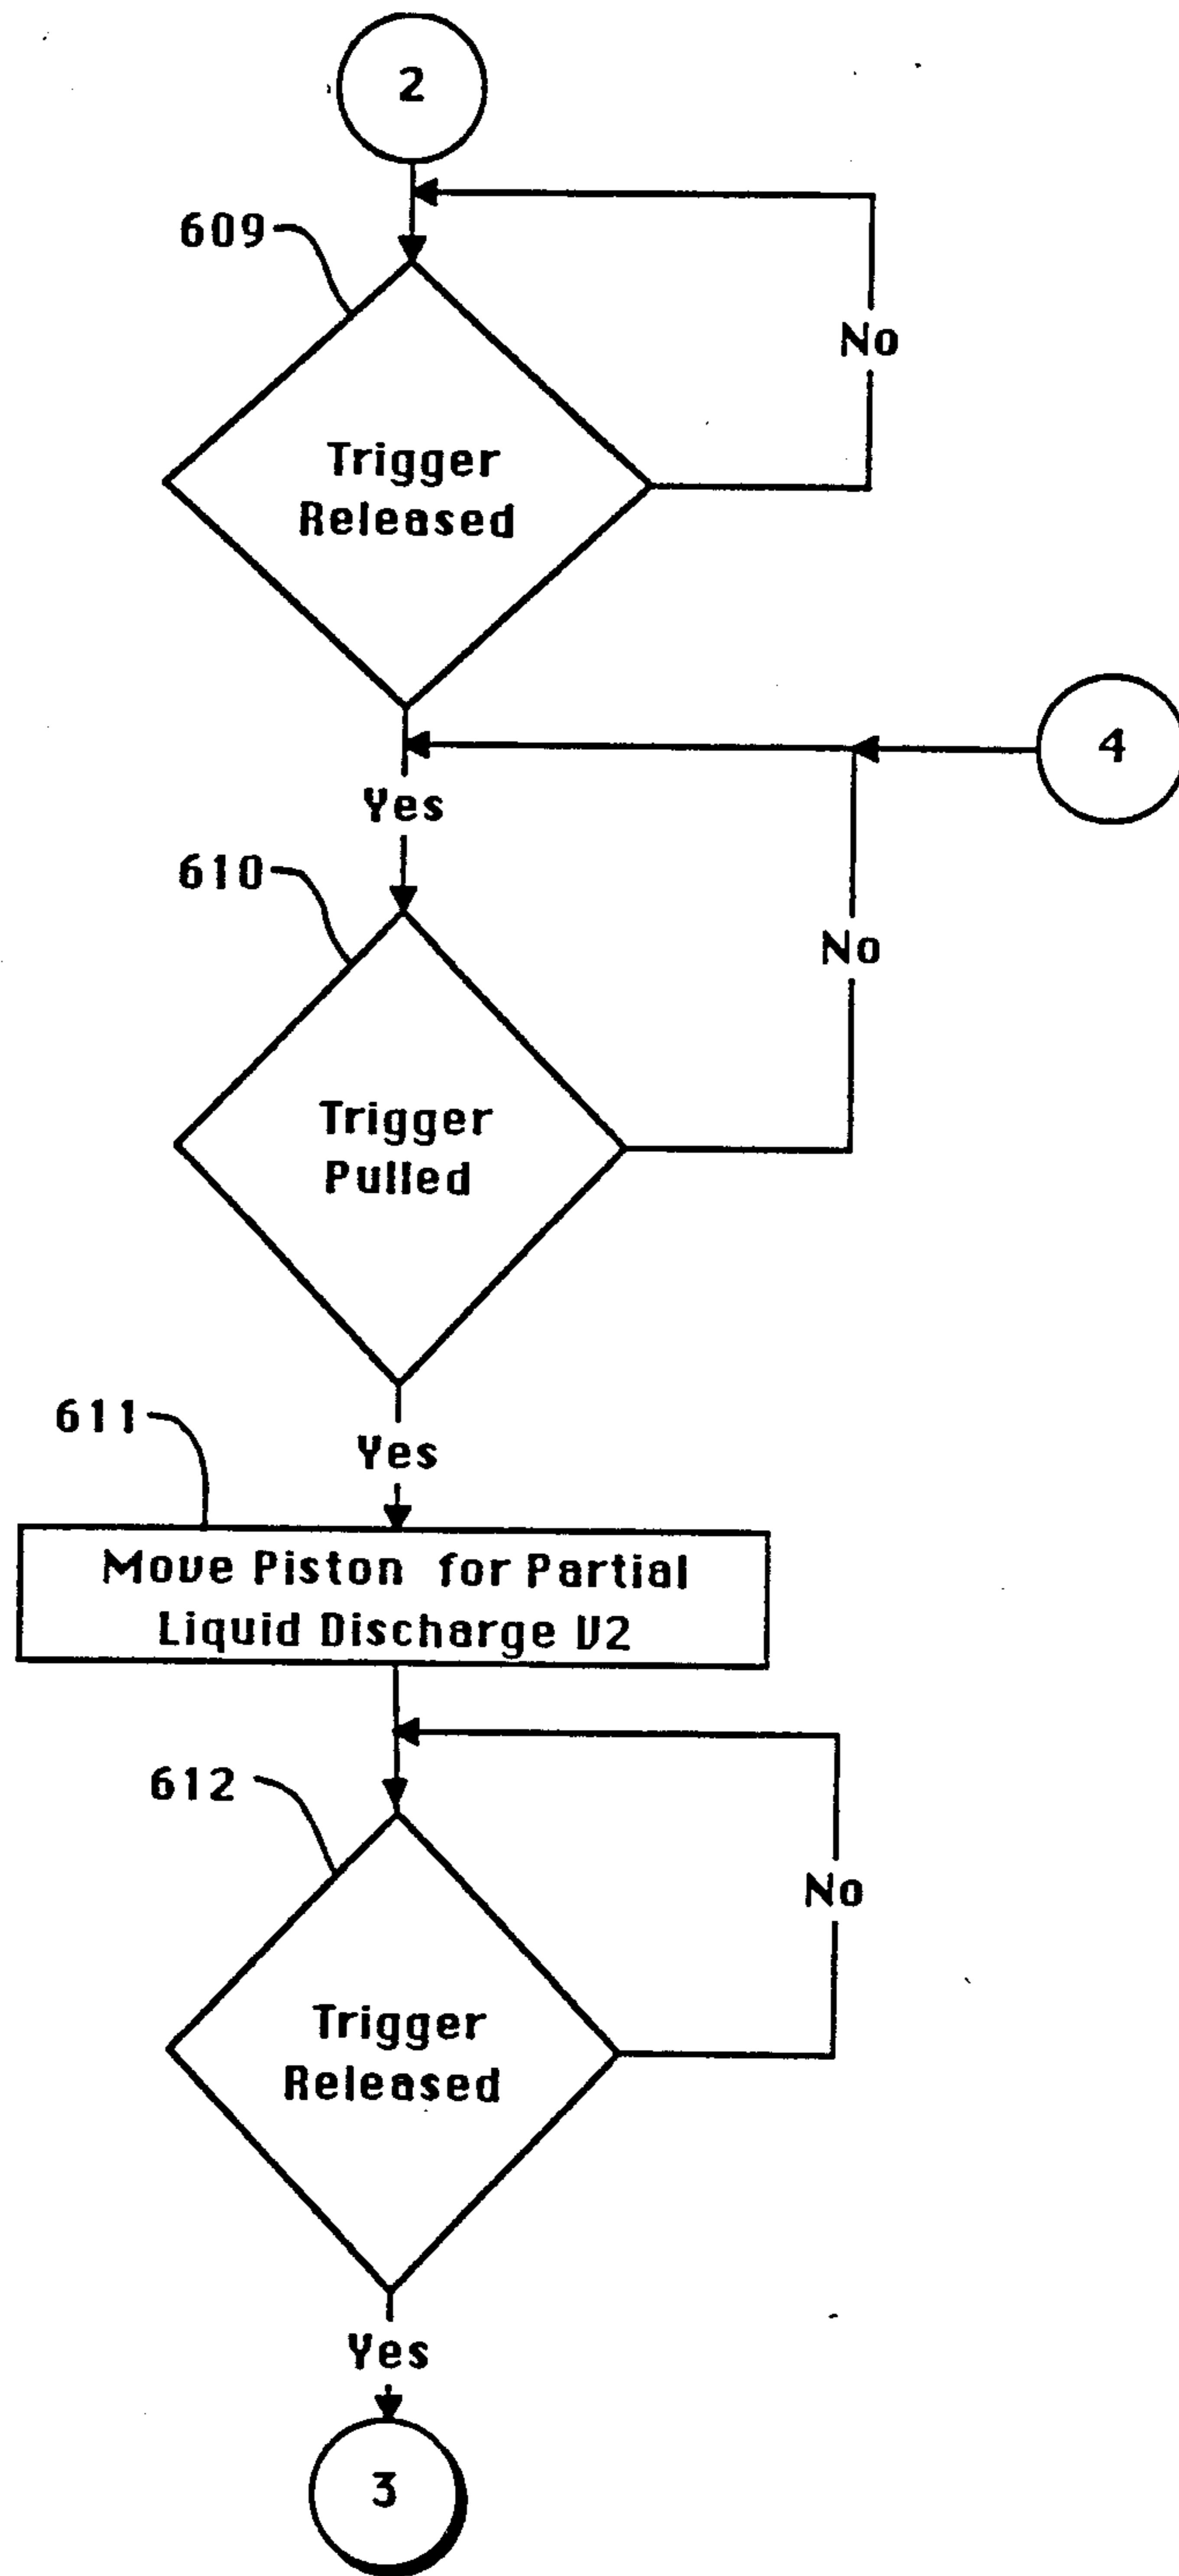 2
609
No
Trigger
Released
4
Yes
610
No
Trigger
Pulled
611
Yes
Move Piston for Partial
Liquid Discharge V2
612
No
Trigger
Released
Yes
3